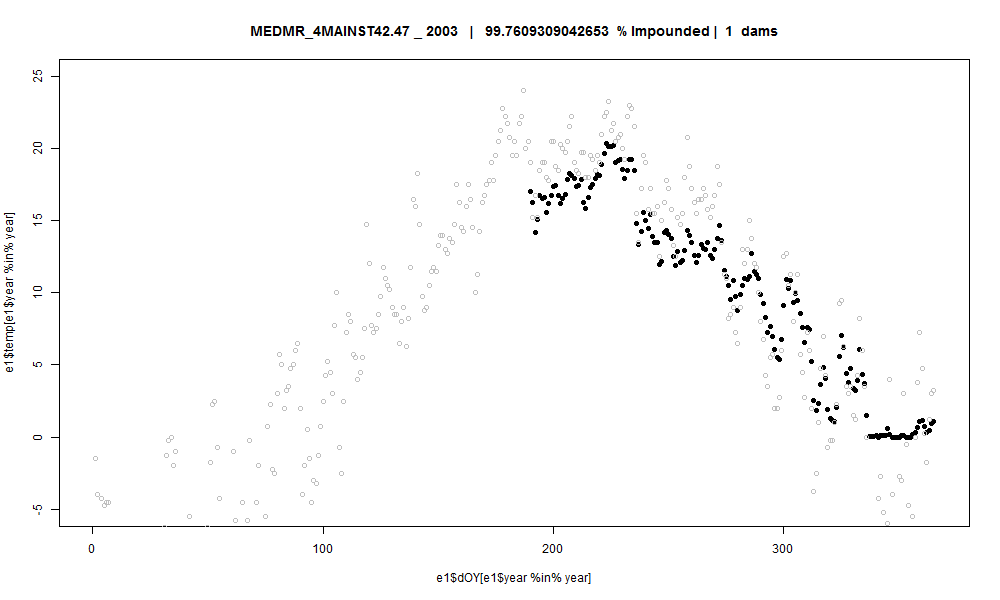 MEDMR_4MAINST42.47 _ 2003 | 99.7609309042653 % Impounded | 1 dams
25
20
15
10
5
0
-5
e1$temp[e1$year %in% year]
0 100 200 300
e1$dOY[e1$year %in% year]